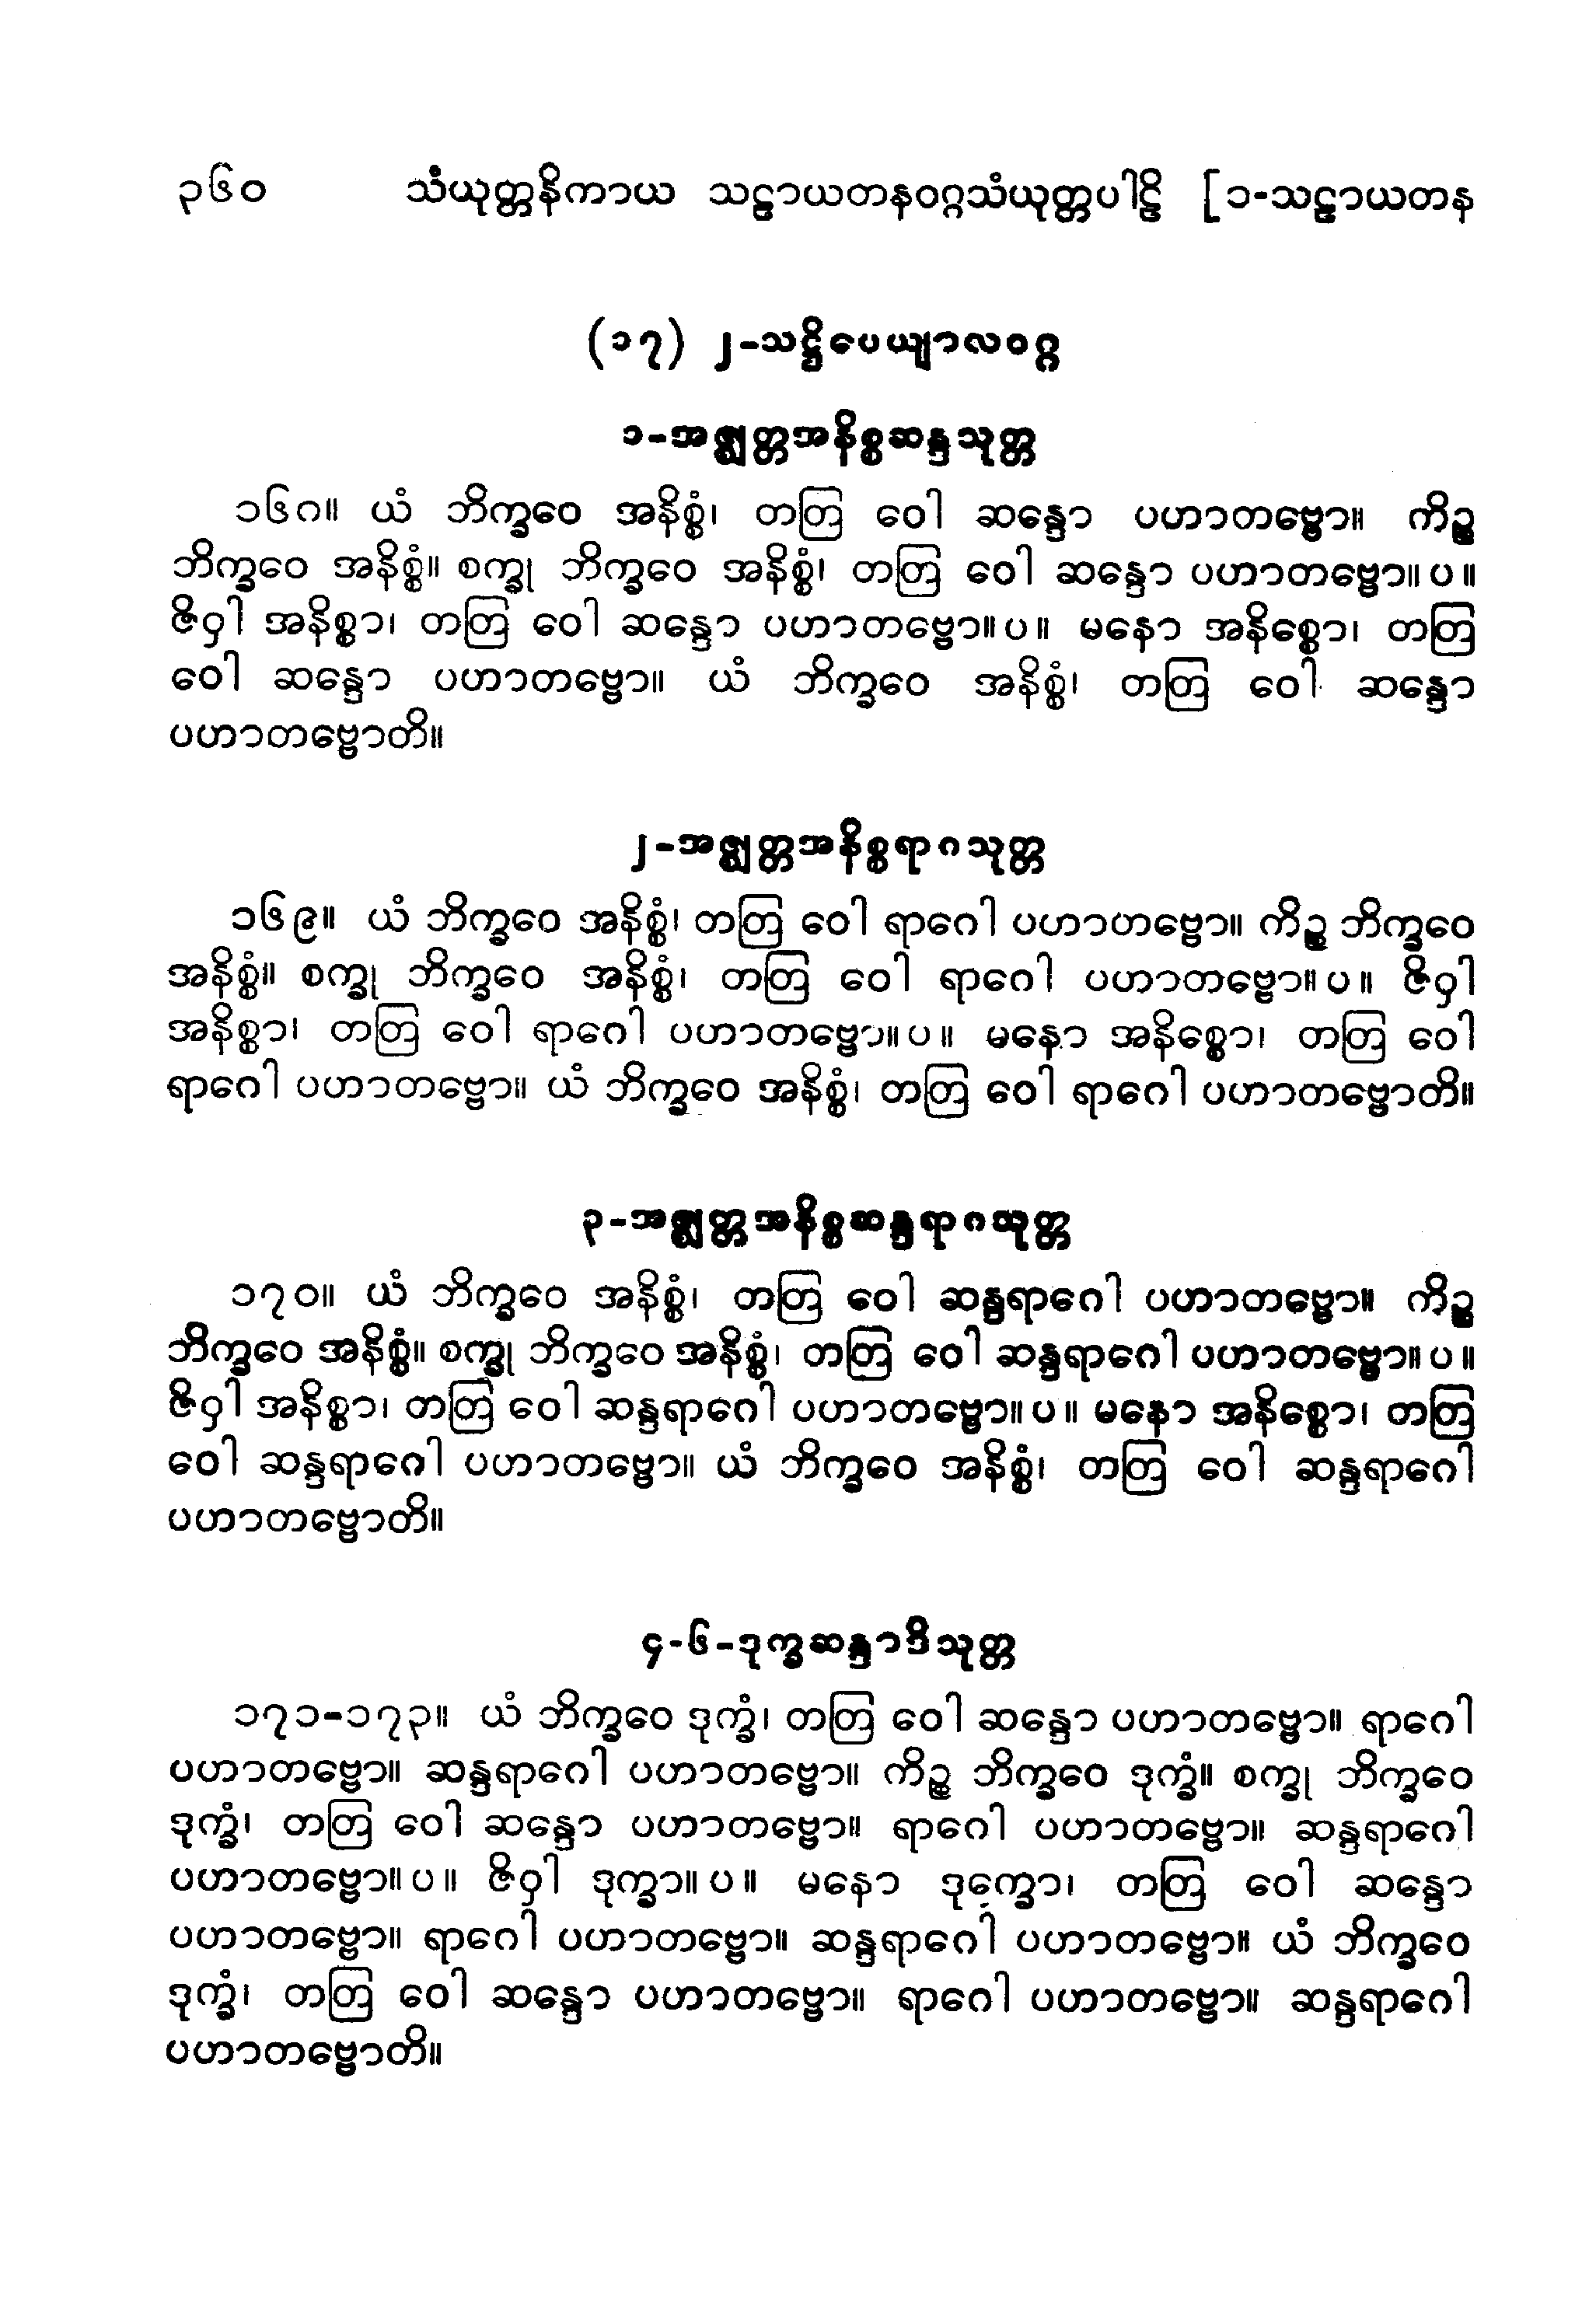 ၃၆၀ သံယုတ္တနိကာယ သဠာယတနဝဂ္ဂသံယုတ္တပါဠိ [၁-သဠာယတန
(၁၇) ၂-သဋ္ဌိပေယျာလဝဂ္ဂ
၁-အဇ္ဈတ္တအနိစ္စဆန္ဒသုတ္တ
၁၆၈။ ယံ ဘိက္ခဝေ အနိစ္စံ၊ တတြ ဝေါ ဆန္ဒော ပဟာတဗ္ဗော။ ကိဉ္စ
ဘိက္ခဝေ အနိစ္စံ။ စက္ခု ဘိက္ခဝေ အနိစ္စံ၊ တတြ ဝေါ ဆန္ဒော ပဟာတဗ္ဗော။ ပ ။
ဇိဝှါ အနိစ္စာ၊ တတြ ဝေါ ဆန္ဒော ပဟာတဗ္ဗော။ ပ ။ မနော အနိစ္စော၊ တတြ
ဝေါ ဆန္ဒော ပဟာတဗ္ဗော။ ယံ ဘိက္ခဝေ အနိစ္စံ၊ တတြ ဝေါ ဆန္ဒော
ပဟာတဗ္ဗောတိ။
၂-အဇ္ဈတ္တအနိစ္စရာဂသုတ္တ
၁၆၉။ ယံ ဘိက္ခဝေ အနိစ္စံ၊ တတြ ဝေါ ရာဂေါ ပဟာတဗ္ဗော။ ကိဉ္စ ဘိက္ခဝေ
အနိစ္စံ။ စက္ခု ဘိက္ခဝေ အနိစ္စံ၊ တတြ ဝေါ ရာဂေါ ပဟာတဗ္ဗော။ ပ ။ ဇိဝှါ
အနိစ္စာ၊ တတြ ဝေါ ရာဂေါ ပဟာတဗ္ဗော။ ပ ။ မနော အနိစ္စော၊ တတြ ဝေါ
ရာဂေါ ပဟာတဗ္ဗော။ ယံ ဘိက္ခဝေ အနိစ္စံ၊ တတြ ဝေါ ရာဂေါ ပဟာတဗ္ဗောတိ။
၃-အဇ္ဈတ္တအနိစ္စဆန္ဒရာဂသုတ္တ
၁၇၀။ ယံ ဘိက္ခဝေ အနိစ္စံ၊ တတြ ဝေါ ဆန္ဒရာဂေါ ပဟာတဗ္ဗော။ ကိဉ္စ
ဘိက္ခဝေ အနိစ္စံ။ စက္ခု ဘိက္ခဝေ အနိစ္စံ၊ တတြ ဝေါ ဆန္ဒရာဂေါ ပဟာတဗ္ဗော။ ပ ။
ဇိဝှါ အနိစ္စာ၊ တတြ ဝေါ ဆန္ဒရာဂေါ ပဟာတဗ္ဗော။ ပ ။ မနော အနိစ္စော၊ တတြ
ဝေါ ဆန္ဒရာဂေါ ပဟာတဗ္ဗော။ ယံ ဘိက္ခဝေ အနိစ္စံ၊ တတြ ဝေါ ဆန္ဒရာဂေါ
ပဟာတဗ္ဗောတိ။
၄-၆-ဒုက္ခဆန္ဒာဒိသုတ္တ
၁၇၁-၁၇၃။ ယံ ဘိက္ခဝေ ဒုက္ခံ၊ တတြ ဝေါ ဆန္ဒော ပဟာတဗ္ဗော။ ရာဂေါ
ပဟာတဗ္ဗော။ ဆန္ဒရာဂေါ ပဟာတဗ္ဗော။ ကိဉ္စ ဘိက္ခဝေ ဒုက္ခံ။ စက္ခု ဘိက္ခဝေ
ဒုက္ခံ၊ တတြ ဝေါ ဆန္ဒော ပဟာတဗ္ဗော။ ရာဂေါ ပဟာတဗ္ဗော။ ဆန္ဒရာဂေါ
ပဟာတဗ္ဗော။ ပ ။ ဇိဝှါ ဒုက္ခာ။ ပ ။ မနော ဒုက္ခော၊ တတြ ဝေါ ဆန္ဒော
ပဟာတဗ္ဗော။ ရာဂေါ ပဟာတဗ္ဗော။ ဆန္ဒရာဂေါ ပဟာတဗ္ဗော။ ယံ ဘိက္ခဝေ
ဒုက္ခံ၊ တတြ ဝေါ ဆန္ဒော ပဟာတဗ္ဗော။ ရာဂေါ ပဟာတဗ္ဗော။ ဆန္ဒရာဂေါ
ပဟာတဗ္ဗောတိ။